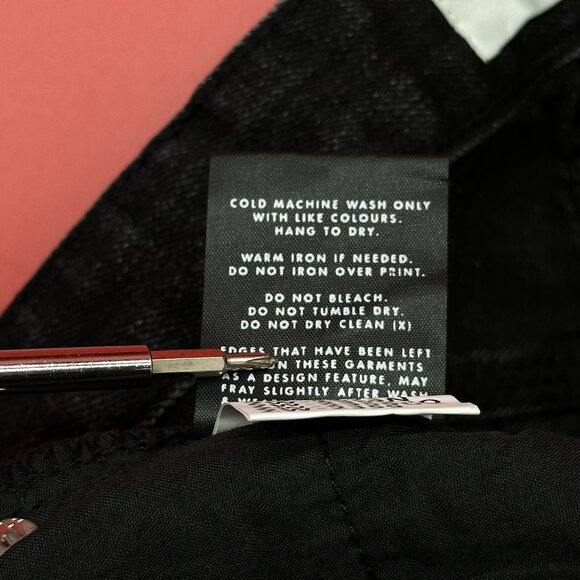 COLD MACHINE WASH ONLY
WITH LIKE COLOURS.
HANG TO DRY.
WARM IRON IF NEEDED.
DO NOT IRON OVER PRINT.
DO NOT BLEACH.
DO NOT TUMBLE DRY.
DO NOT DRY CLEAN (X)
EDGES THAT HAVE BEEN LEFT
ON THESE GARMENTS
AS A DESIGN FEATURE, MAY
FRAY SLIGHTLY AFTER WASH